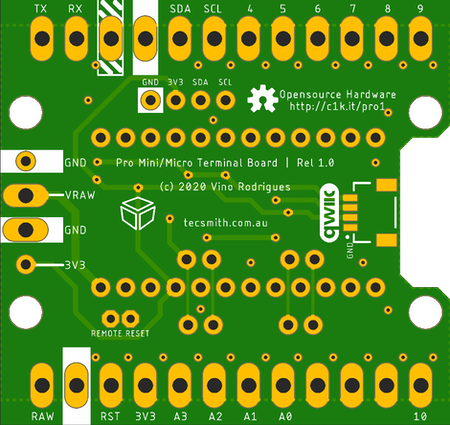 TX RX SDA SCL 4 5 6 7 8 9
GND 3V3 SDA SCL
Opensource Hardware
http://c1k.it/pro1
GND
Pro Mini/Micro Terminal Board | Rel 1.0
VRAW
(c) 2020 Vino Rodrigues
qwiic
tecsmith.com.au
GND
GND
3V3
REMOTE RESET
RAW RST 3V3 A3 A2 A1 A0 10